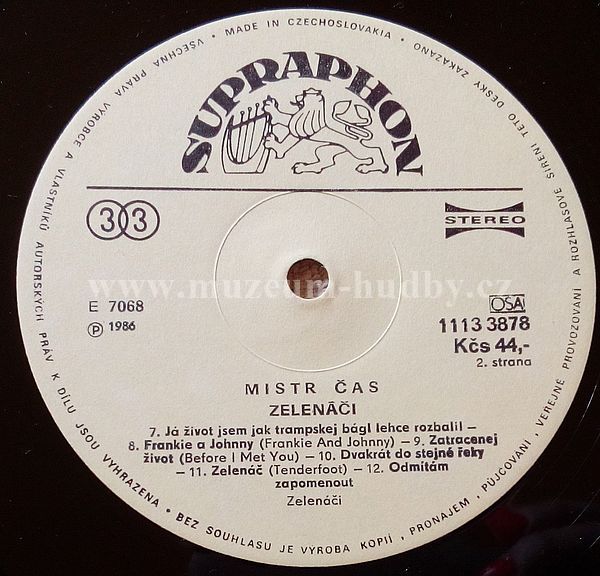 VŠECHNA PRÁVA VÝROBCE A VLASTNÍKŮ AUTORSKÝCH PRÁV K DÍLU JSOU VYHRAZENA • BEZ SOUHLASU JE VÝROBA KOPIÍ, PRONÁJEM, PŮJČOVÁNÍ, VEREJNÉ PROVOZOVÁNÍ A ROZHLASOVÉ ŠÍŘENÍ TÉTO DESKY ZAKÁZÁNO • MADE IN CZECHOSLOVAKIA •
SUPRAPHON
33
STEREO
www.muzeum-hudby.cz
E 7068
℗ 1986
OSA
1113 3878
Kčs 44,-
2. strana
MISTR ČAS
ZELENÁČI
7. Já život jsem jak trampskej bágl lehce rozbalil –
8. Frankie a Johnny (Frankie And Johnny) – 9. Zatracenej
život (Before I Met You) – 10. Dvakrát do stejné řeky
– 11. Zelenáč (Tenderfoot) – 12. Odmítám
zapomenout
Zelenáči